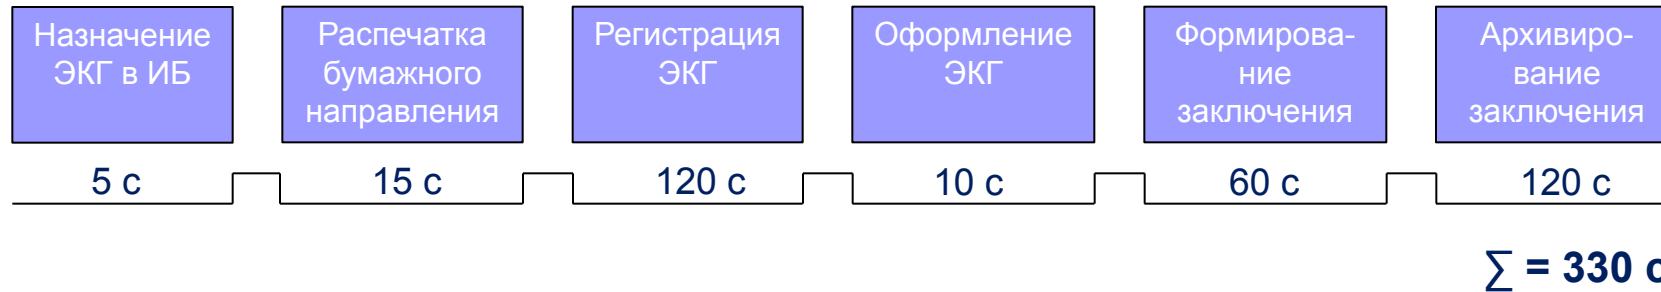 Назначение
ЭКГ в ИБ
Распечатка
бумажного
направления
Регистрация
ЭКГ
Оформление
ЭКГ
Формирова-
ние
заключения
Архивиро-
вание
заключения
5 с
15 с
120 с
10 с
60 с
120 с
∑ = 330 с